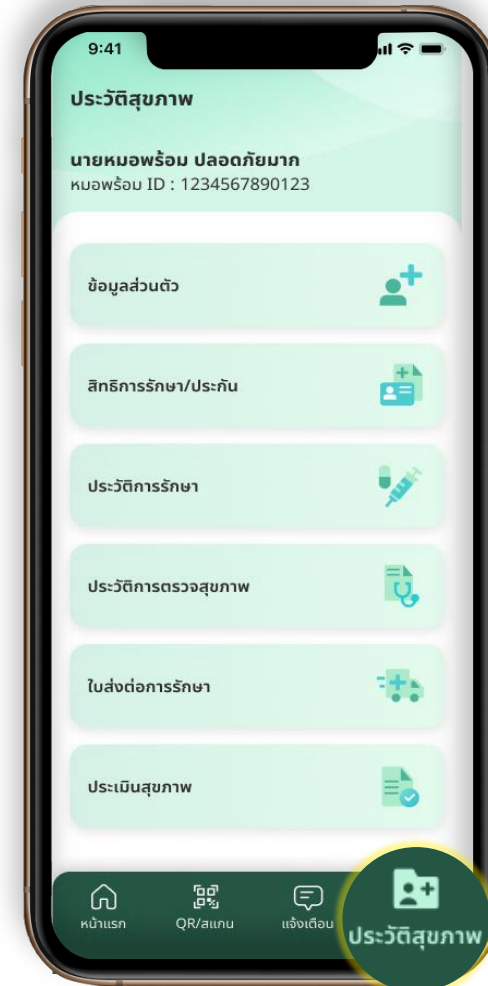 9:41
ประวัติสุขภาพ
นายหมอพร้อม ปลอดภัยมาก
หมอพร้อม ID : 1234567890123
ข้อมูลส่วนตัว
สิทธิการรักษา/ประกัน
ประวัติการรักษา
ประวัติการตรวจสุขภาพ
ใบส่งต่อการรักษา
ประเมินสุขภาพ
หน้าแรก
QR/สแกน
แจ้งเตือน
ประวัติสุขภาพ